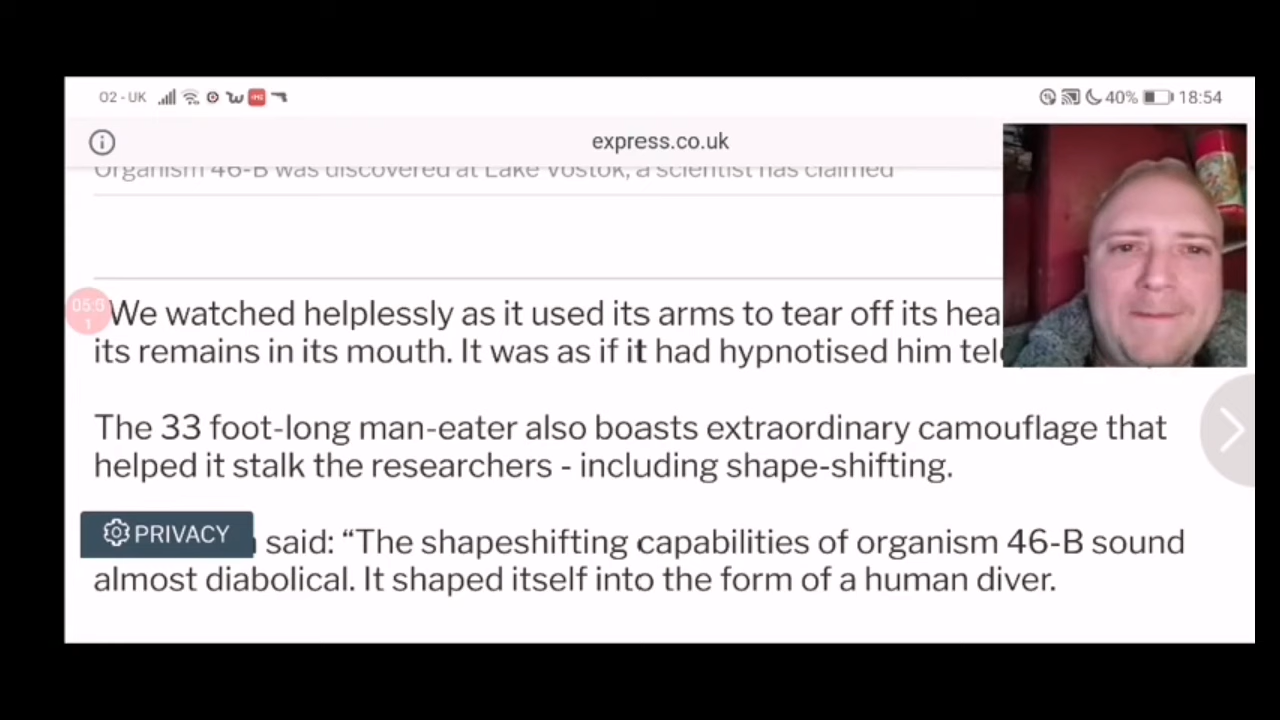 O2 - UK 40% 18:54
express.co.uk
Organism 46-B was discovered at Lake Vostok, a scientist has claimed
05:0
1
We watched helplessly as it used its arms to tear off its hea
its remains in its mouth. It was as if it had hypnotised him tele
The 33 foot-long man-eater also boasts extraordinary camouflage that
helped it stalk the researchers - including shape-shifting.
PRIVACY said: “The shapeshifting capabilities of organism 46-B sound
almost diabolical. It shaped itself into the form of a human diver.